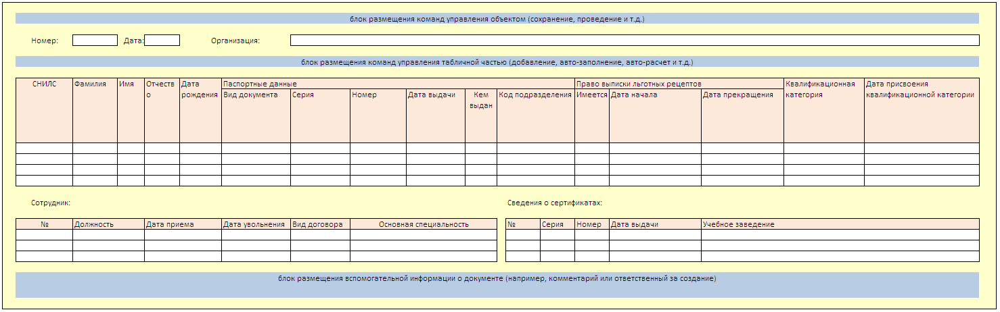 блок размещения команд управления объектом (сохранение, проведение и т.д.)
Номер: Дата: Организация:
блок размещения команд управления табличной частью (добавление, авто-заполнение, авто-расчет и т.д.)
СНИЛС Фамилия Имя Отчеств Дата Паспортные данные Право выписки льготных рецептов Квалификационная Дата присвоения
о рождения Вид документа Серия Номер Дата выдачи Кем Код подразделения Имеется Дата начала Дата прекращения категория квалификационной категории
выдан
Сотрудник: Сведения о сертификатах:
№ Должность Дата приема Дата увольнения Вид договора Основная специальность № Серия Номер Дата выдачи Учебное заведение
блок размещения вспомогательной информации о документе (например, комментарий или ответственный за создание)